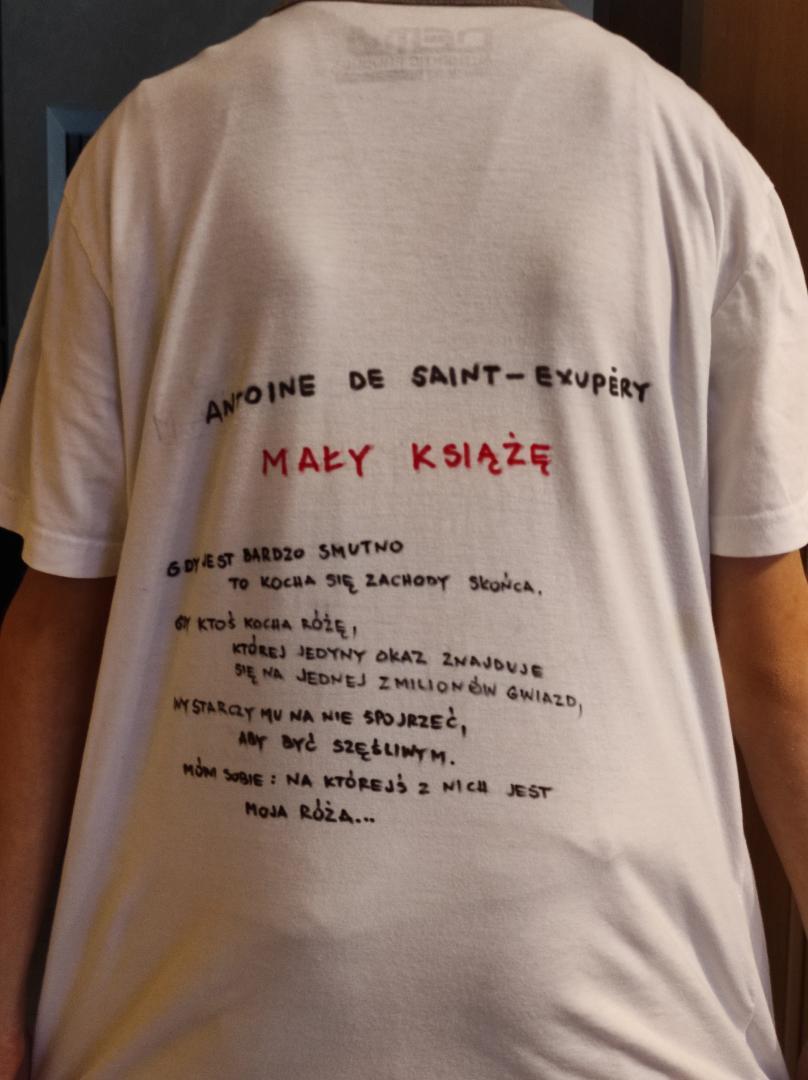 ANTOINE DE SAINT-EXUPÉRY
MAŁY KSIĄŻĘ
GDY JEST BARDZO SMUTNO
TO KOCHA SIĘ ZACHODY SŁOŃCA.
GDY KTOŚ KOCHA RÓŻĘ,
KTÓREJ JEDYNY OKAZ ZNAJDUJE
SIĘ NA JEDNEJ Z MILIONÓW GWIAZD,
WYSTARCZY MU NA NIE SPOJRZEĆ,
ABY BYĆ SZĘŚLIWYM.
MÓWI SOBIE: NA KTÓREJŚ Z NICH JEST
MOJA RÓŻA...